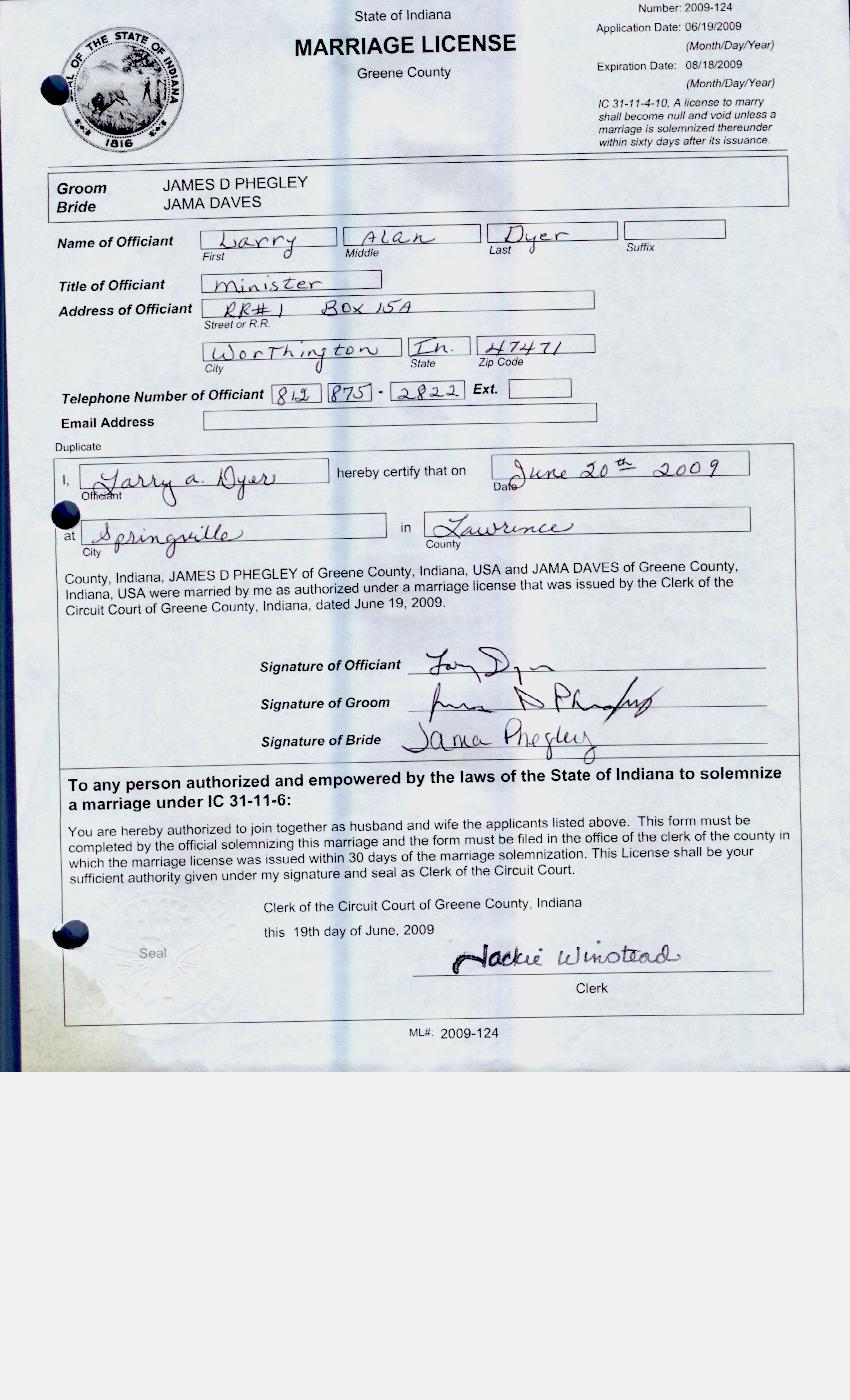 State of Indiana
MARRIAGE LICENSE
Greene County
Number: 2009-124
Application Date: 06/19/2009
(Month/Day/Year)
Expiration Date: 08/18/2009
(Month/Day/Year)
IC 31-11-4-10, A license to marry
shall become null and void unless a
marriage is solemnized thereunder
within sixty days after its issuance.
SEAL OF THE STATE OF INDIANA
1816
Groom JAMES D PHEGLEY
Bride JAMA DAVES
Name of Officiant Larry Alan Dyer
First Middle Last Suffix
Title of Officiant Minister
Address of Officiant RR#1 BOX 15A
Street or R.R.
Worthington In. 47471
City State Zip Code
Telephone Number of Officiant 812 875 - 2822 Ext.
Email Address
Duplicate
I, Larry A. Dyer hereby certify that on June 20th 2009
Officiant Date
at Springville in Lawrence
City County
County, Indiana, JAMES D PHEGLEY of Greene County, Indiana, USA and JAMA DAVES of Greene County,
Indiana, USA were married by me as authorized under a marriage license that was issued by the Clerk of the
Circuit Court of Greene County, Indiana, dated June 19, 2009.
Signature of Officiant Larry Dyer
Signature of Groom James D Phegley
Signature of Bride Jama Phegley
To any person authorized and empowered by the laws of the State of Indiana to solemnize
a marriage under IC 31-11-6:
You are hereby authorized to join together as husband and wife the applicants listed above. This form must be
completed by the official solemnizing this marriage and the form must be filed in the office of the clerk of the county in
which the marriage license was issued within 30 days of the marriage solemnization. This License shall be your
sufficient authority given under my signature and seal as Clerk of the Circuit Court.
Clerk of the Circuit Court of Greene County, Indiana
this 19th day of June, 2009
Seal
Jackie Winstead
Clerk
ML#: 2009-124